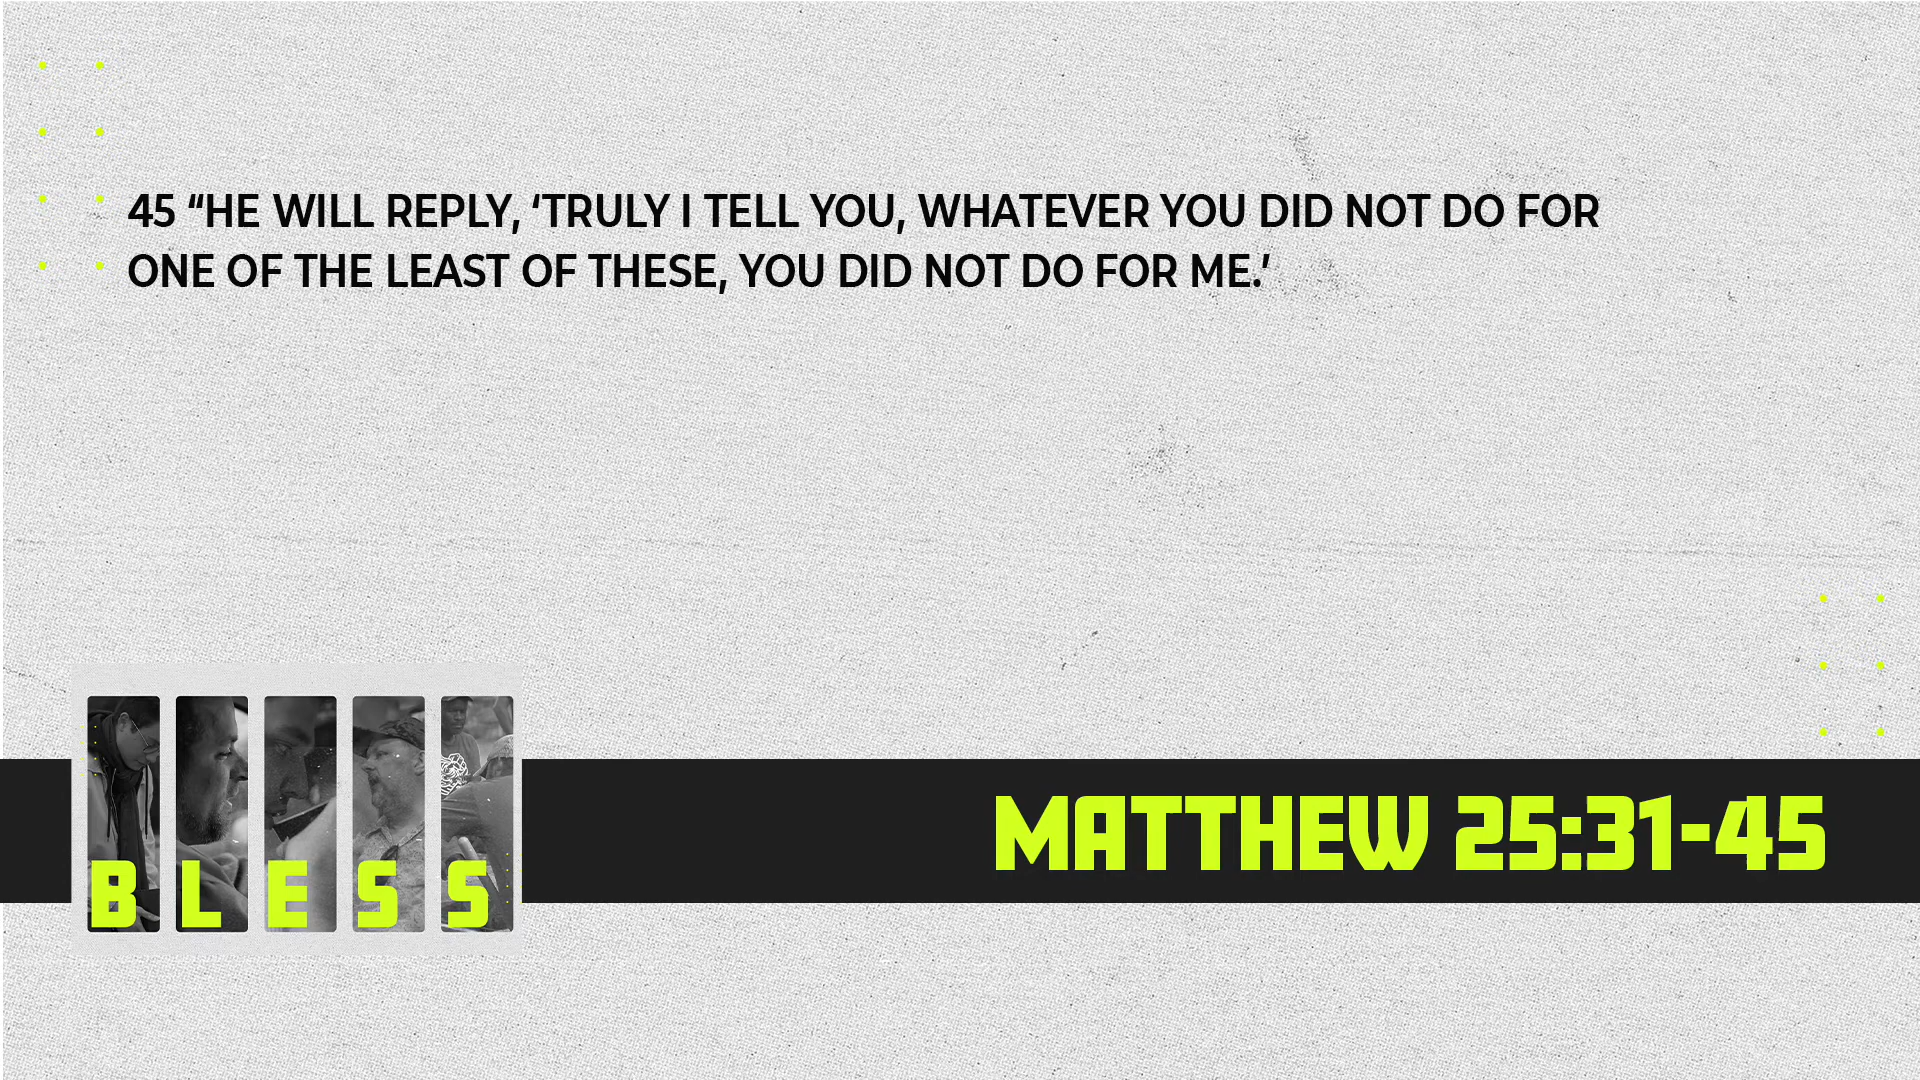 45 “HE WILL REPLY, ‘TRULY I TELL YOU, WHATEVER YOU DID NOT DO FOR
ONE OF THE LEAST OF THESE, YOU DID NOT DO FOR ME.’
BLESS
MATTHEW 25:31-45